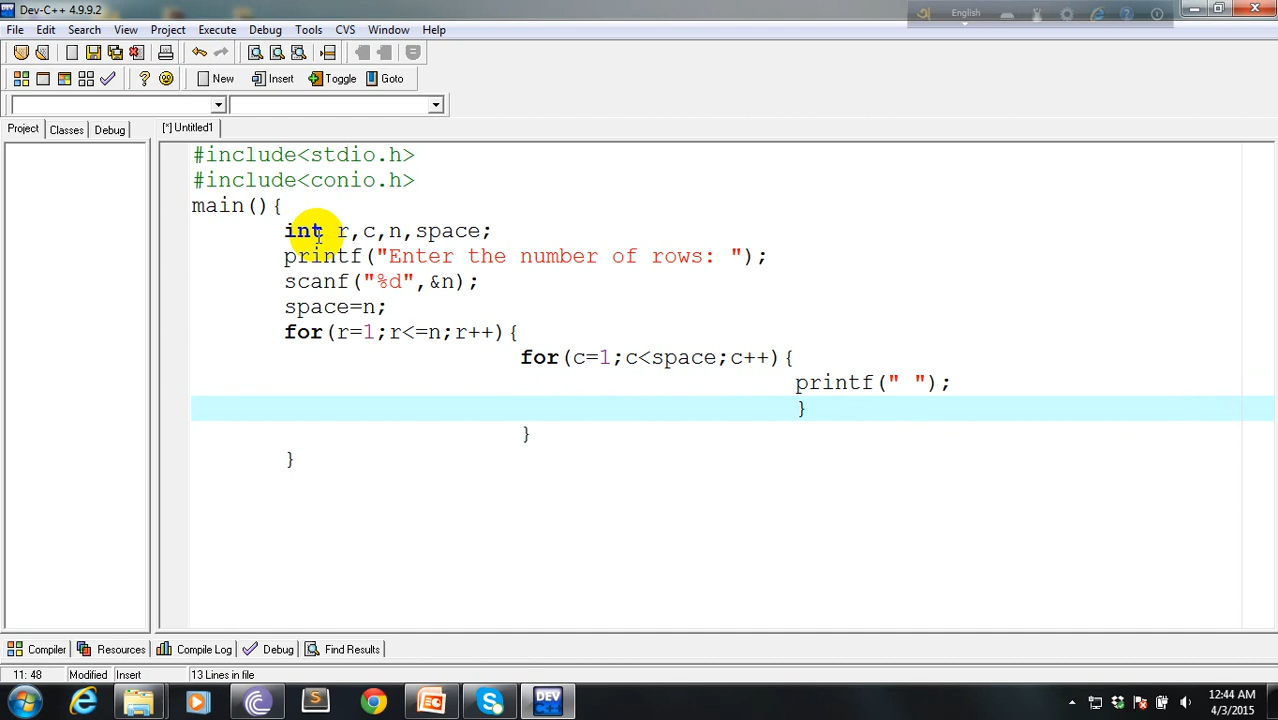 Dev-C++ 4.9.9.2
English
File Edit Search View Project Execute Debug Tools CVS Window Help
New Insert Toggle Goto
Project Classes Debug [*] Untitled1
#include<stdio.h>
#include<conio.h>
main(){
int r,c,n,space;
printf("Enter the number of rows: ");
scanf("%d",&n);
space=n;
for(r=1;r<=n;r++){
for(c=1;c<space;c++){
printf(" ");
}
}
}
Compiler Resources Compile Log Debug Find Results
11: 48 Modified Insert 13 Lines in file
12:44 AM
4/3/2015